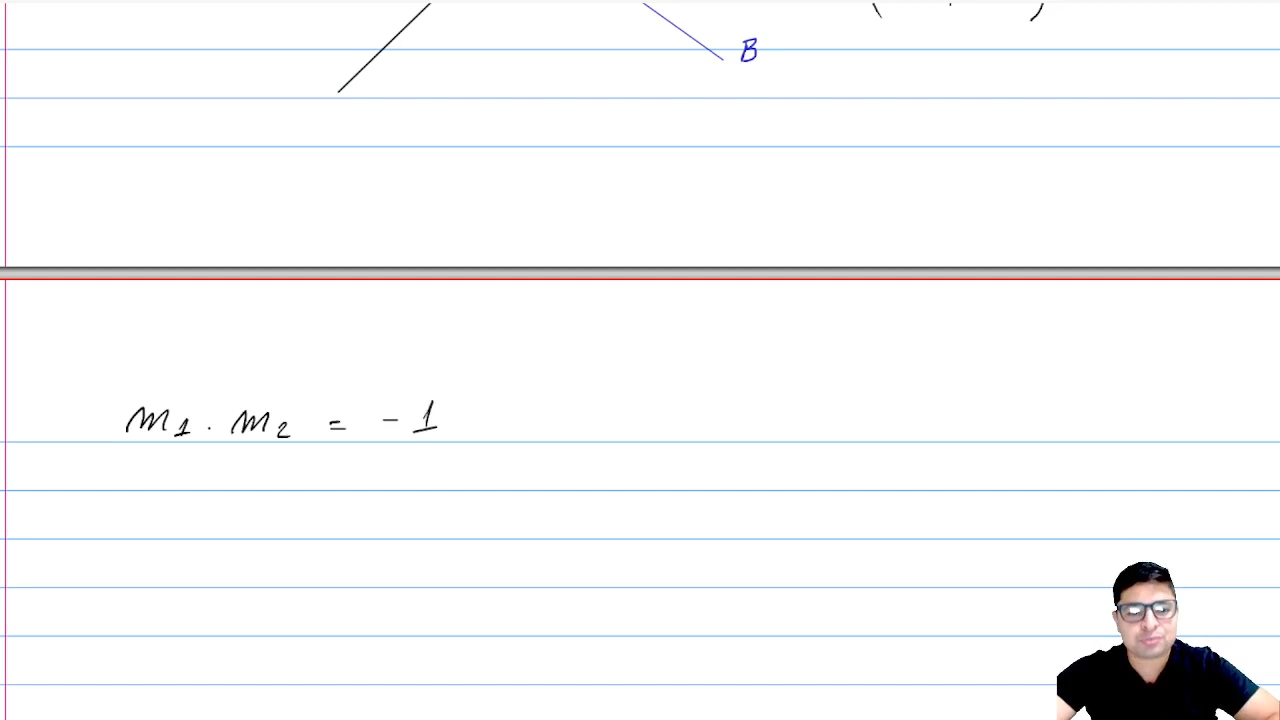 B
m₁ . m₂ = - 1